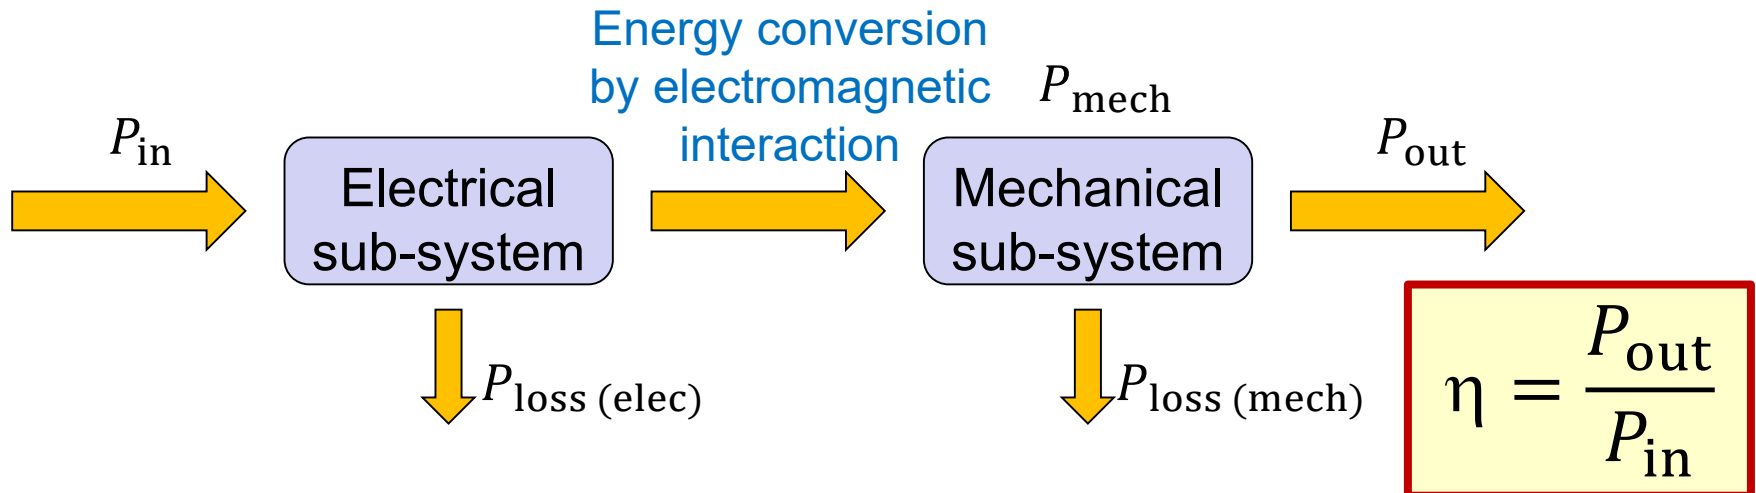 Energy conversion
by electromagnetic
interaction
P_mech
P_in
P_out
Electrical
sub-system
Mechanical
sub-system
P_loss (elec)
P_loss (mech)
η = P_out / P_in